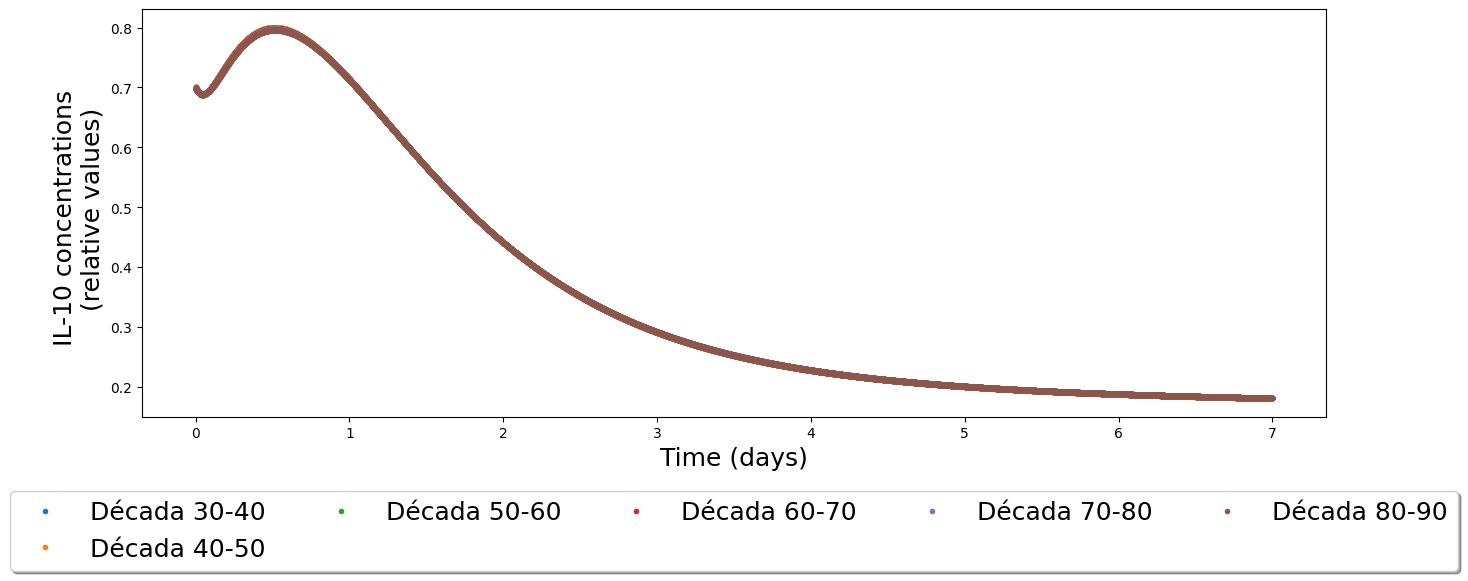 0.8
0.7
0.6
0.5
0.4
0.3
0.2
IL-10 concentrations
(relative values)
0 1 2 3 4 5 6 7
Time (days)
Década 30-40 Década 50-60 Década 60-70 Década 70-80 Década 80-90
Década 40-50